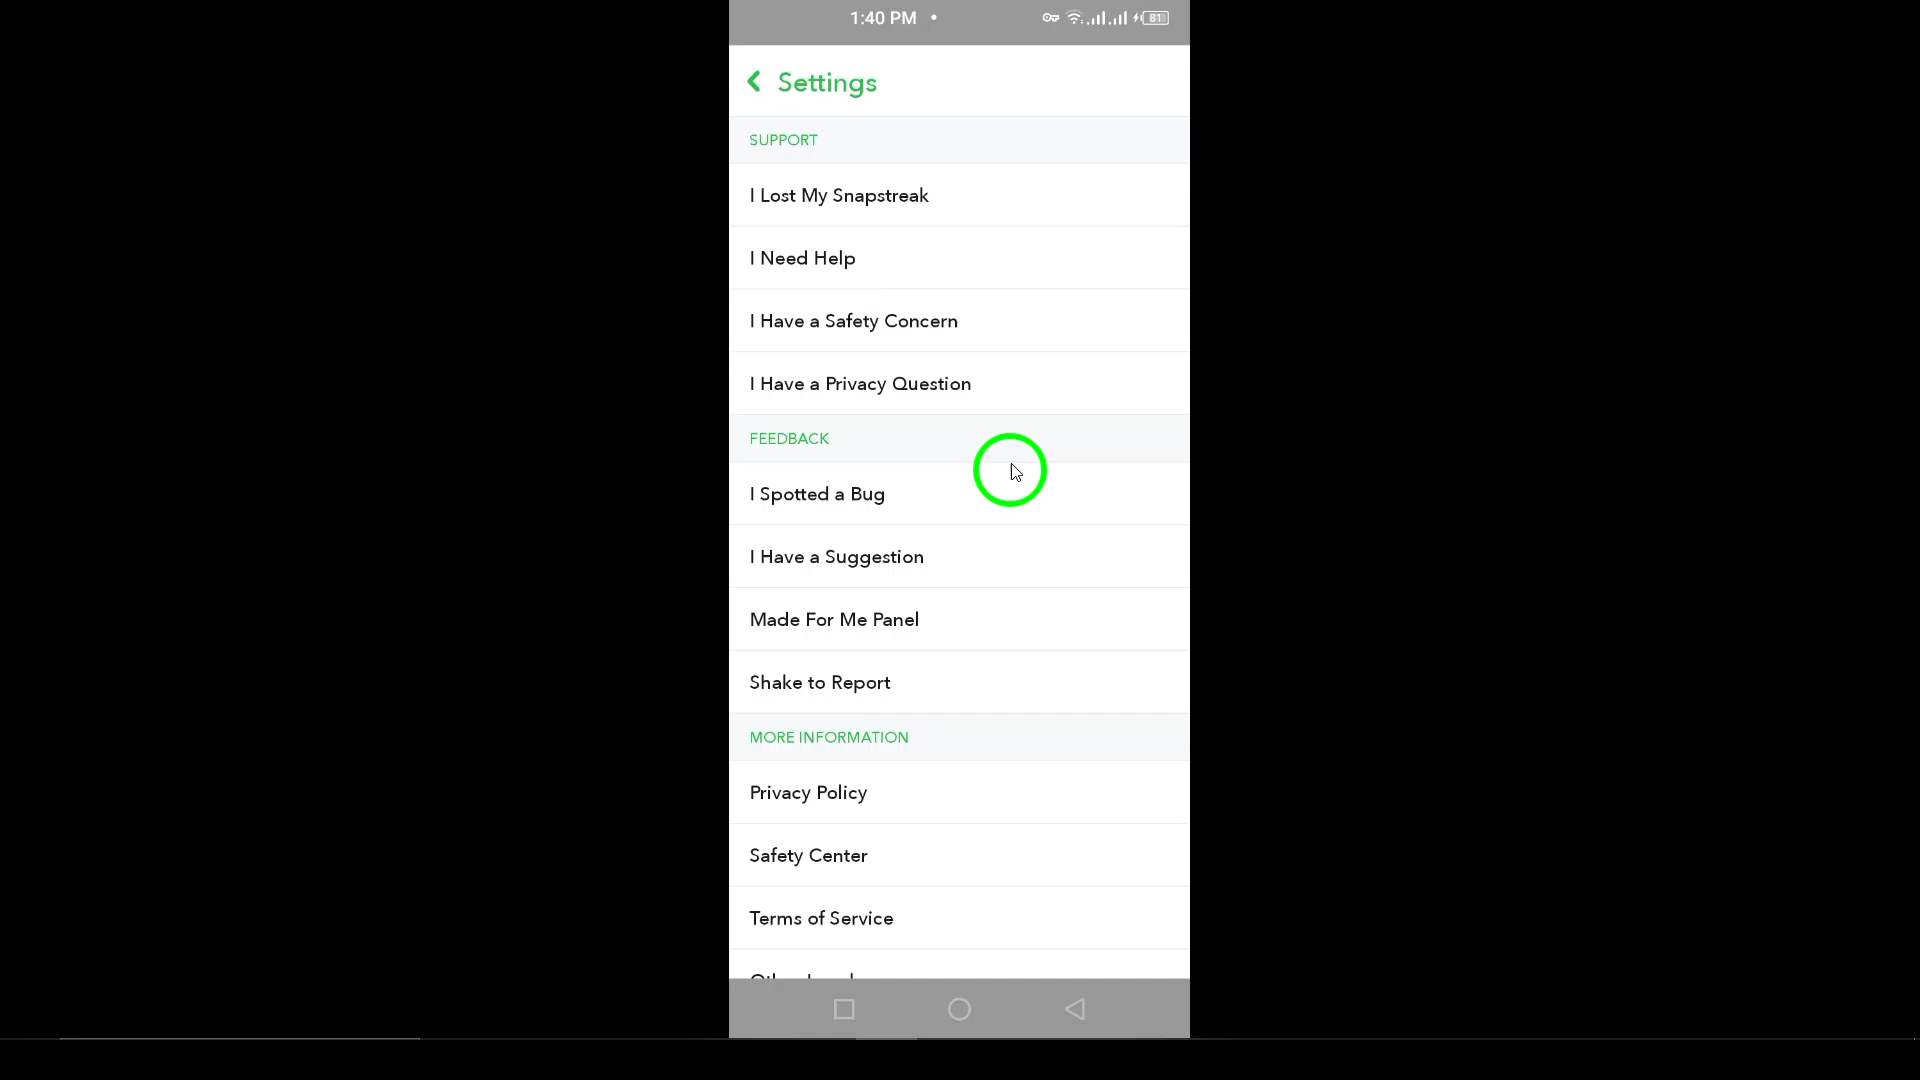 1:40 PM
81
Settings
SUPPORT
I Lost My Snapstreak
I Need Help
I Have a Safety Concern
I Have a Privacy Question
FEEDBACK
I Spotted a Bug
I Have a Suggestion
Made For Me Panel
Shake to Report
MORE INFORMATION
Privacy Policy
Safety Center
Terms of Service